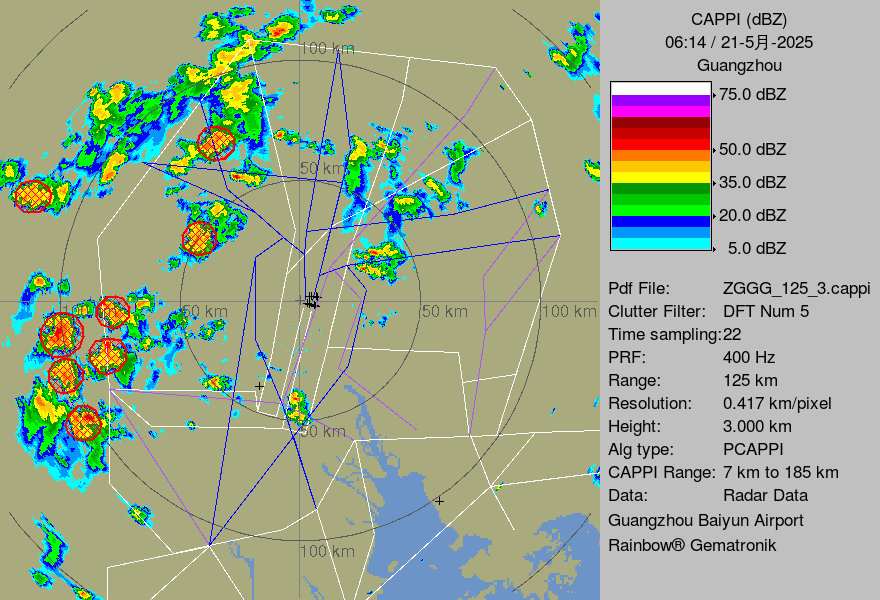 CAPPI (dBZ)
06:14 / 21-5月-2025
Guangzhou
75.0 dBZ
50.0 dBZ
35.0 dBZ
20.0 dBZ
5.0 dBZ
Pdf File: ZGGG_125_3.cappi
Clutter Filter: DFT Num 5
Time sampling:22
PRF: 400 Hz
Range: 125 km
Resolution: 0.417 km/pixel
Height: 3.000 km
Alg type: PCAPPI
CAPPI Range: 7 km to 185 km
Data: Radar Data
Guangzhou Baiyun Airport
Rainbow® Gematronik
100 km
50 km
100 km
50 km
50 km
100 km
50 km
100 km